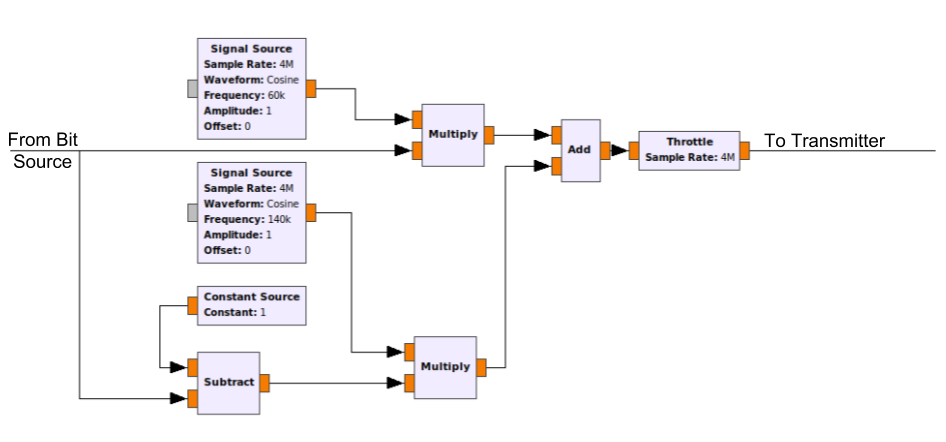 Signal Source
Sample Rate: 4M
Waveform: Cosine
Frequency: 60k
Amplitude: 1
Offset: 0
From Bit
Source
Multiply
Add
Throttle
Sample Rate: 4M
To Transmitter
Signal Source
Sample Rate: 4M
Waveform: Cosine
Frequency: 140k
Amplitude: 1
Offset: 0
Constant Source
Constant: 1
Subtract
Multiply